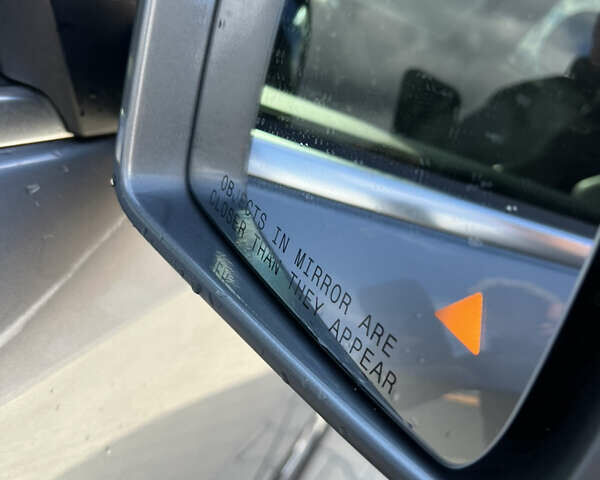 OBJECTS IN MIRROR ARE
CLOSER THAN THEY APPEAR